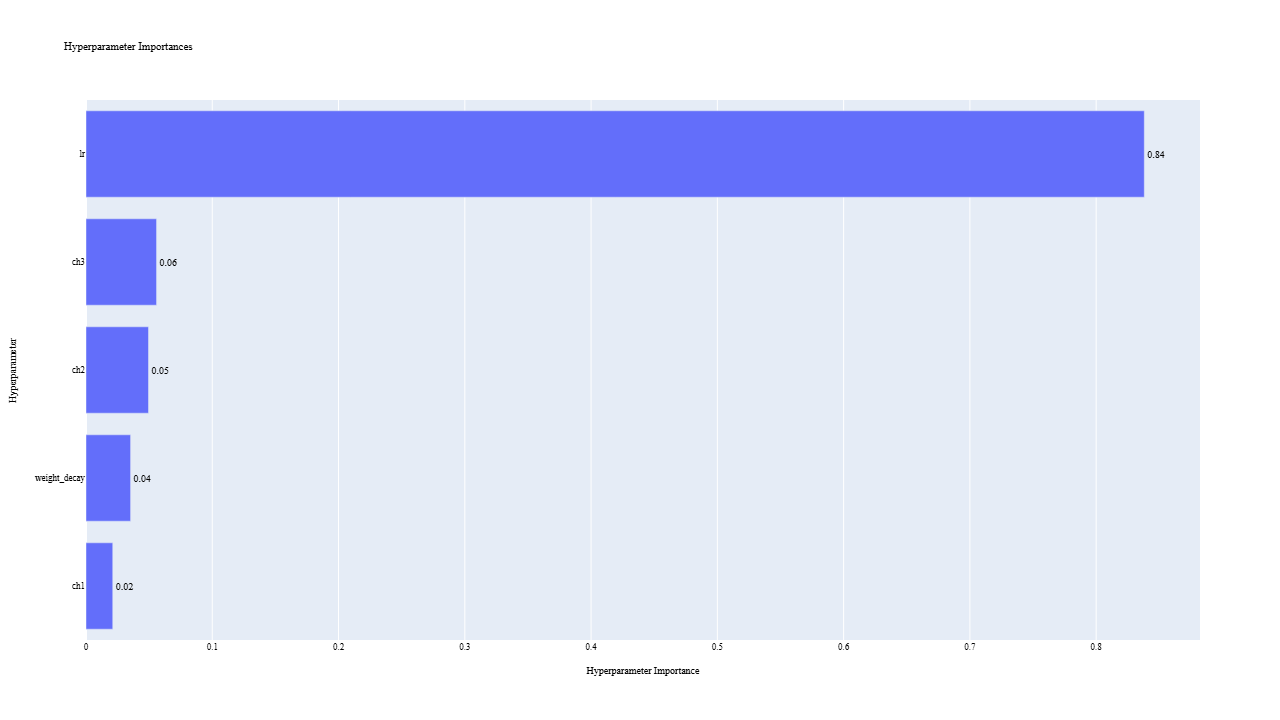 Hyperparameter Importances
lr
0.84
ch3
0.06
Hyperparameter
ch2
0.05
weight_decay
0.04
ch1
0.02
0 0.1 0.2 0.3 0.4 0.5 0.6 0.7 0.8
Hyperparameter Importance